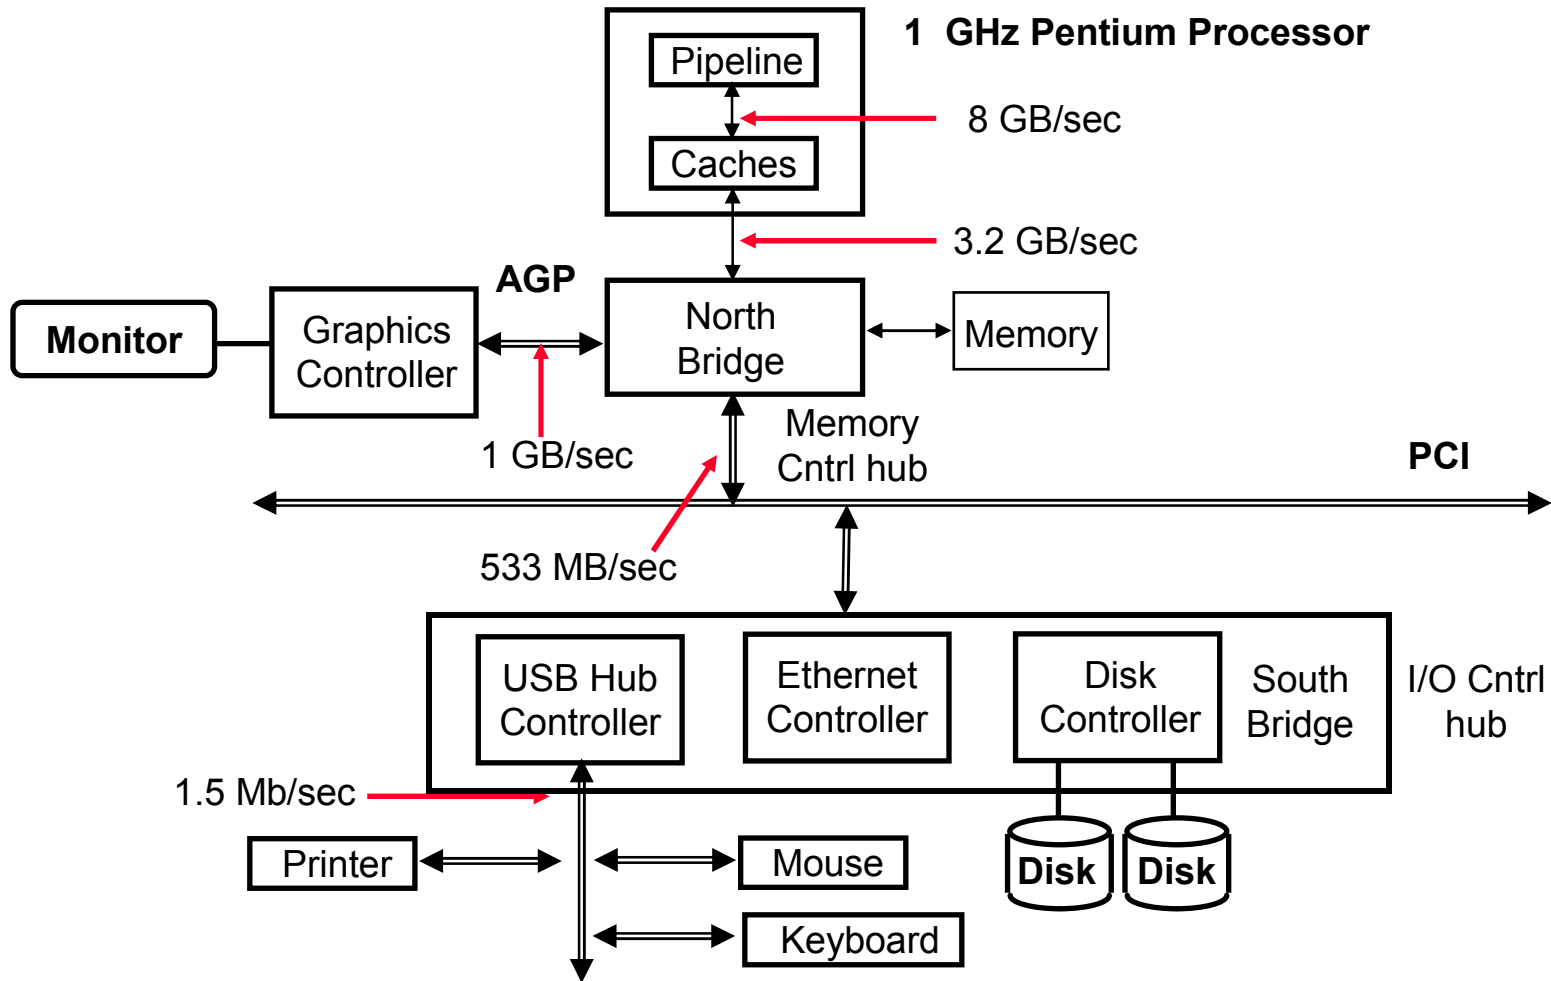 1 GHz Pentium Processor
Pipeline
8 GB/sec
Caches
3.2 GB/sec
AGP
Monitor
Graphics
Controller
North
Bridge
Memory
1 GB/sec
Memory
Cntrl hub
PCI
533 MB/sec
USB Hub
Controller
Ethernet
Controller
Disk
Controller
South
Bridge
I/O Cntrl
hub
1.5 Mb/sec
Printer
Mouse
Disk
Disk
Keyboard